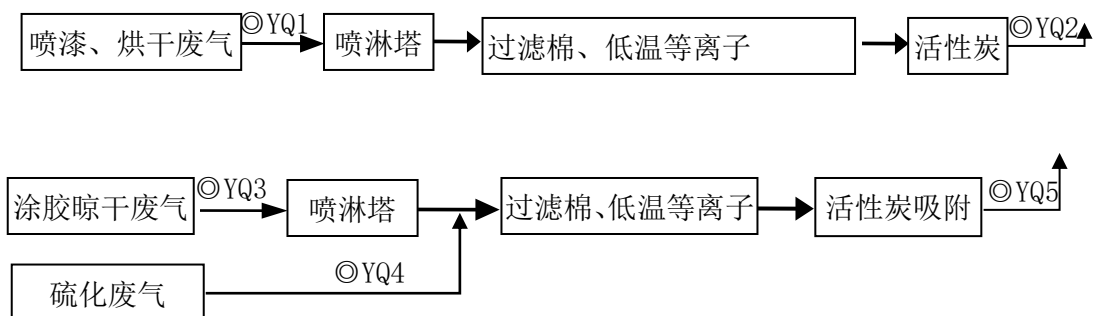 喷漆、烘干废气 ◎YQ1 喷淋塔 过滤棉、低温等离子 活性炭 ◎YQ2
涂胶晾干废气 ◎YQ3 喷淋塔 过滤棉、低温等离子 活性炭吸附 ◎YQ5
硫化废气 ◎YQ4